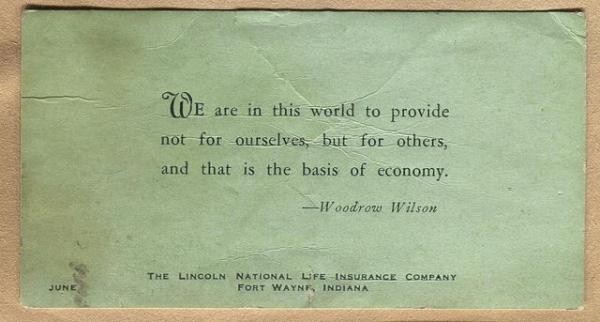 WE are in this world to provide
not for ourselves, but for others,
and that is the basis of economy.
—Woodrow Wilson
THE LINCOLN NATIONAL LIFE INSURANCE COMPANY
FORT WAYNE, INDIANA
JUNE